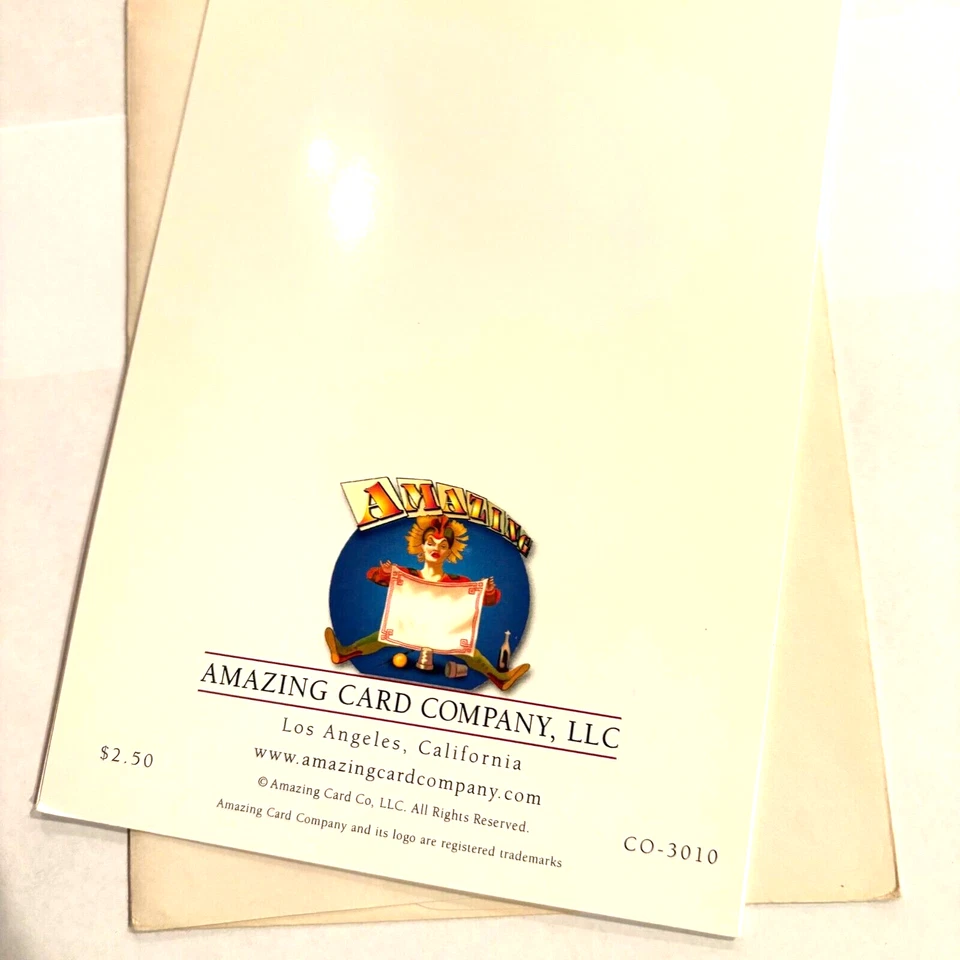 AMAZING
AMAZING CARD COMPANY, LLC
Los Angeles, California
www.amazingcardcompany.com
© Amazing Card Co, LLC. All Rights Reserved.
Amazing Card Company and its logo are registered trademarks
$2.50
CO-3010